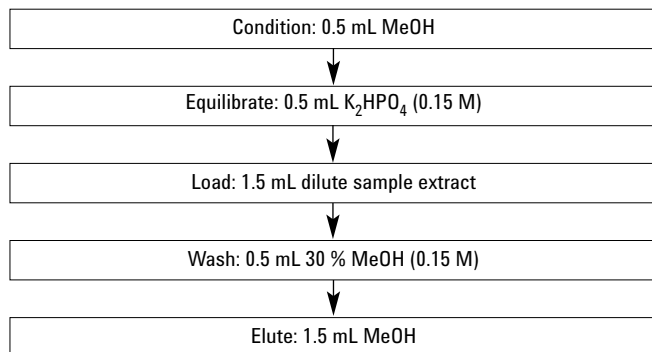 Condition: 0.5 mL MeOH
Equilibrate: 0.5 mL K₂HPO₄ (0.15 M)
Load: 1.5 mL dilute sample extract
Wash: 0.5 mL 30 % MeOH (0.15 M)
Elute: 1.5 mL MeOH